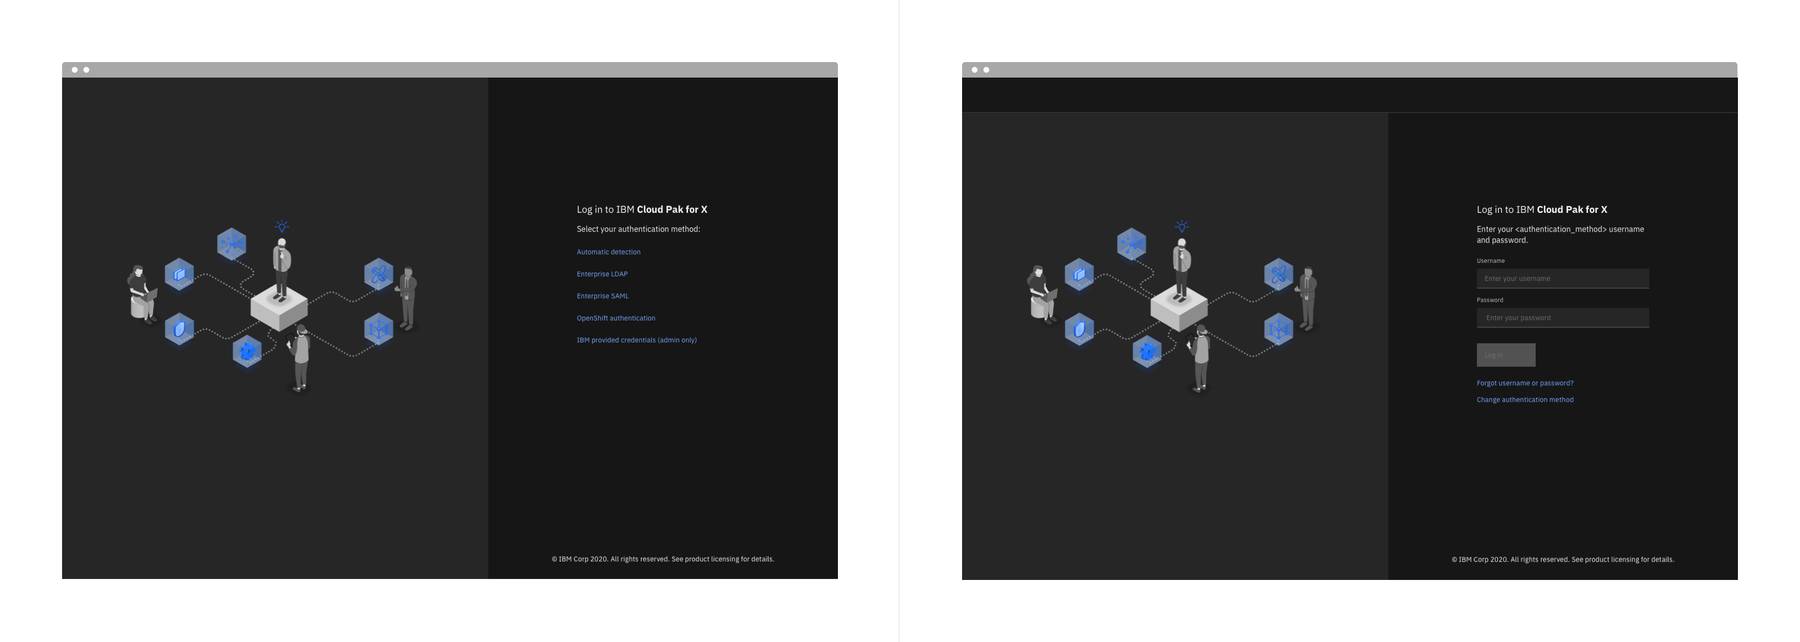 Log in to IBM Cloud Pak for X
Select your authentication method:
Automatic detection
Enterprise LDAP
Enterprise SAML
OpenShift authentication
IBM provided credentials (admin only)
© IBM Corp 2020. All rights reserved. See product licensing for details.
Log in to IBM Cloud Pak for X
Enter your <authentication_method> username
and password.
Username
Enter your username
Password
Enter your password
Log in
Forgot username or password?
Change authentication method
© IBM Corp 2020. All rights reserved. See product licensing for details.